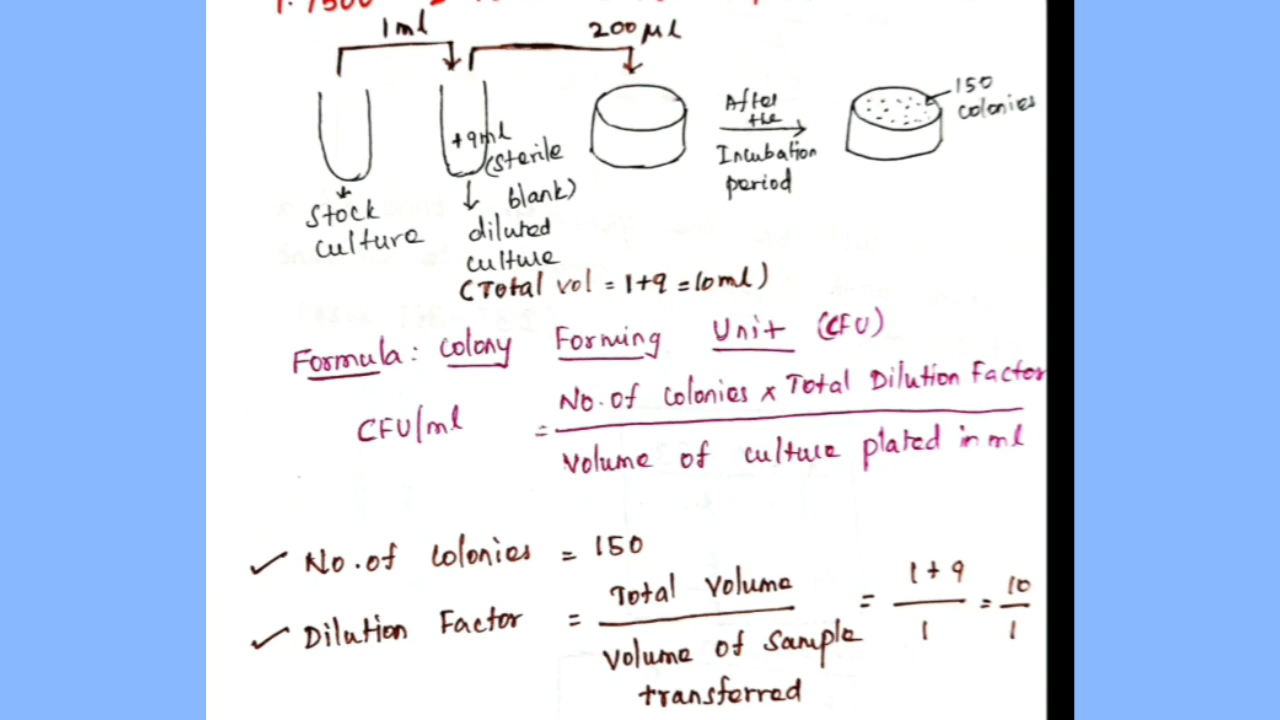 1ml
200 µl
+9ml
(sterile
blank)
After
the
Incubation
period
150
colonies
Stock
culture
diluted
culture
(Total vol = 1+9 = 10ml)
Formula: Colony Forming Unit (CFU)
CFU/ml = No. of colonies x Total Dilution Factor
Volume of culture plated in ml
✓ No. of colonies = 150
✓ Dilution Factor = Total Volume = 1+9 = 10
Volume of sample 1 1
transferred